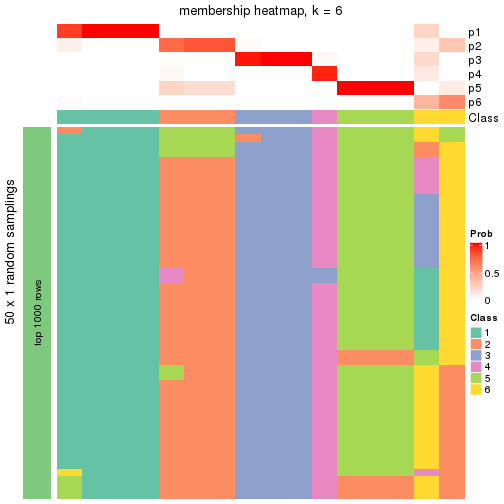 membership heatmap, k = 6
p1
p2
p3
p4
p5
p6
Class
50 x 1 random samplings
top 1000 rows
Prob
1
0.5
0
Class
1
2
3
4
5
6